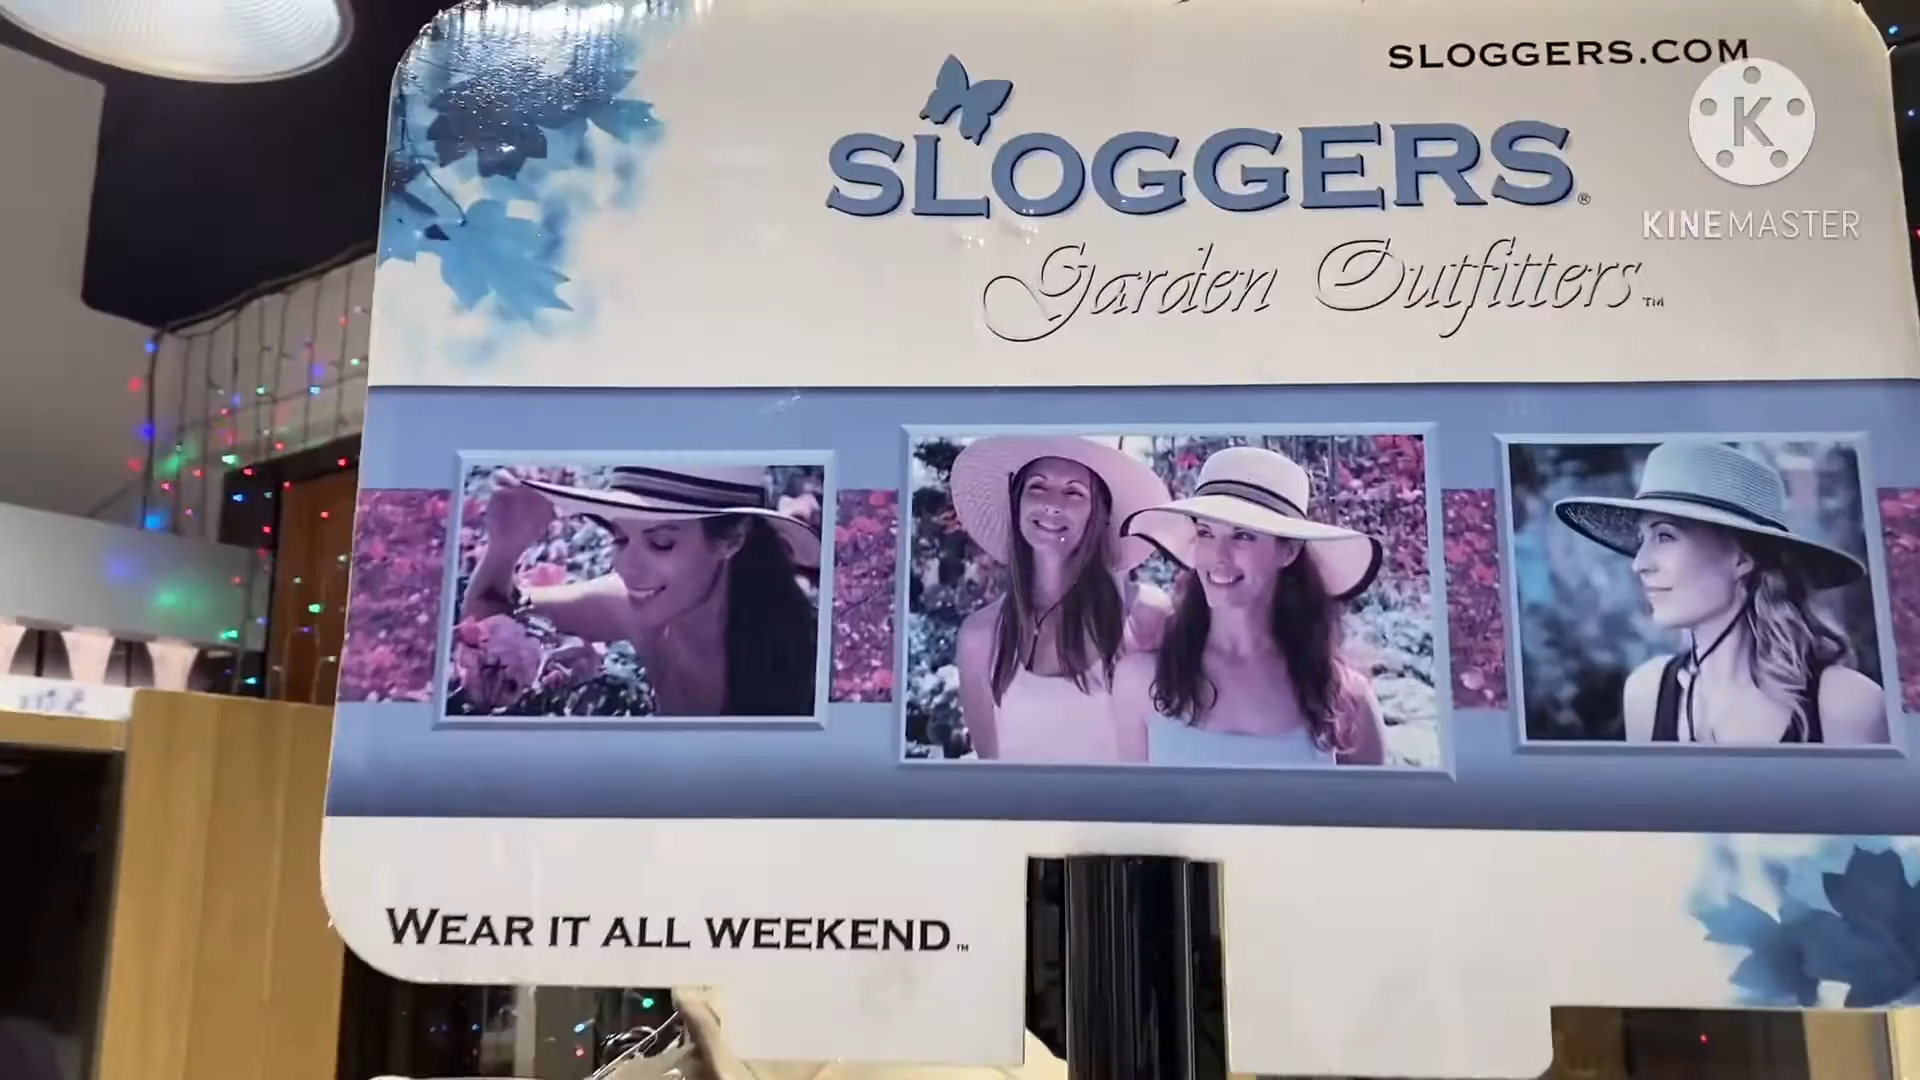 SLOGGERS.COM
SLOGGERS®
Garden Outfitters™
K
KINEMASTER
WEAR IT ALL WEEKEND™